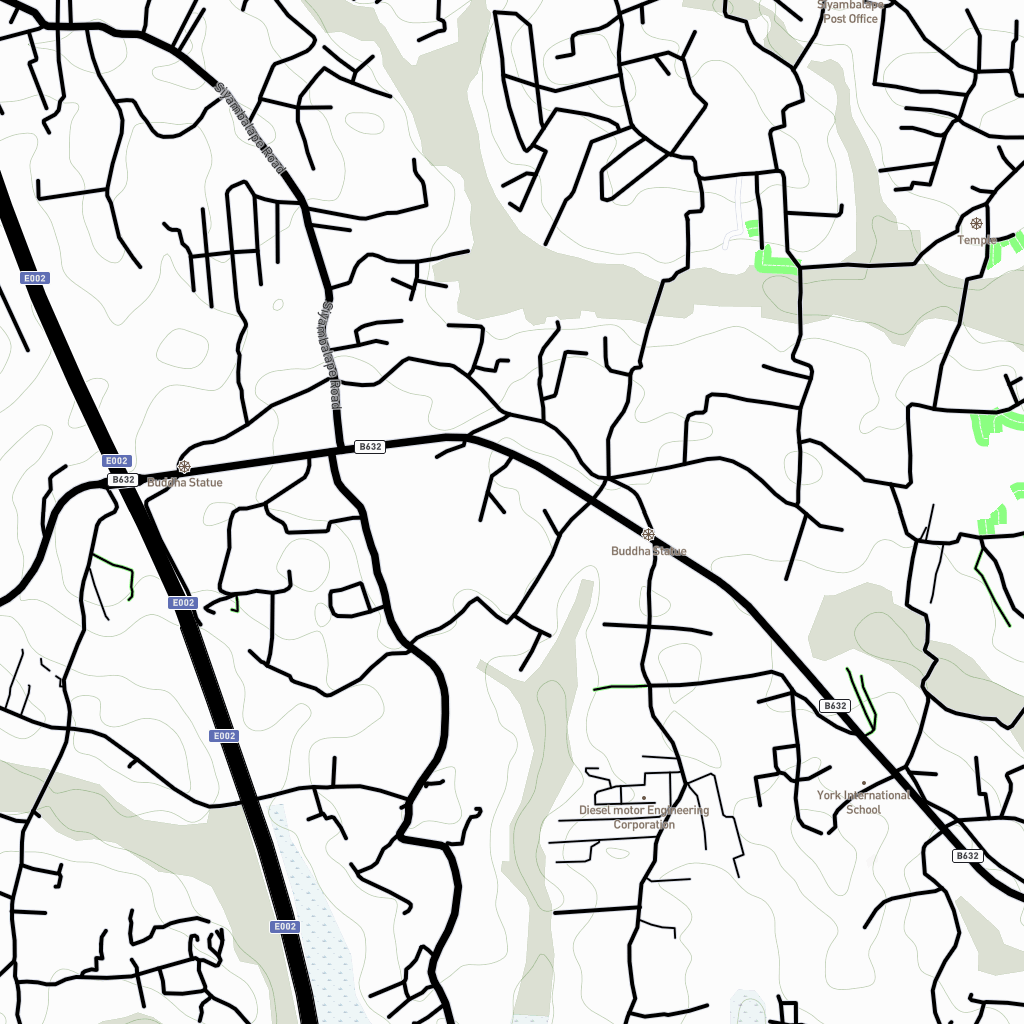 Siyambalape
Post Office
Siyambalape Road
Temple
E002
Siyambalape Road
B632
E002
B632
Buddha Statue
Buddha Statue
E002
B632
E002
York International
School
Diesel motor Engineering
Corporation
B632
E002